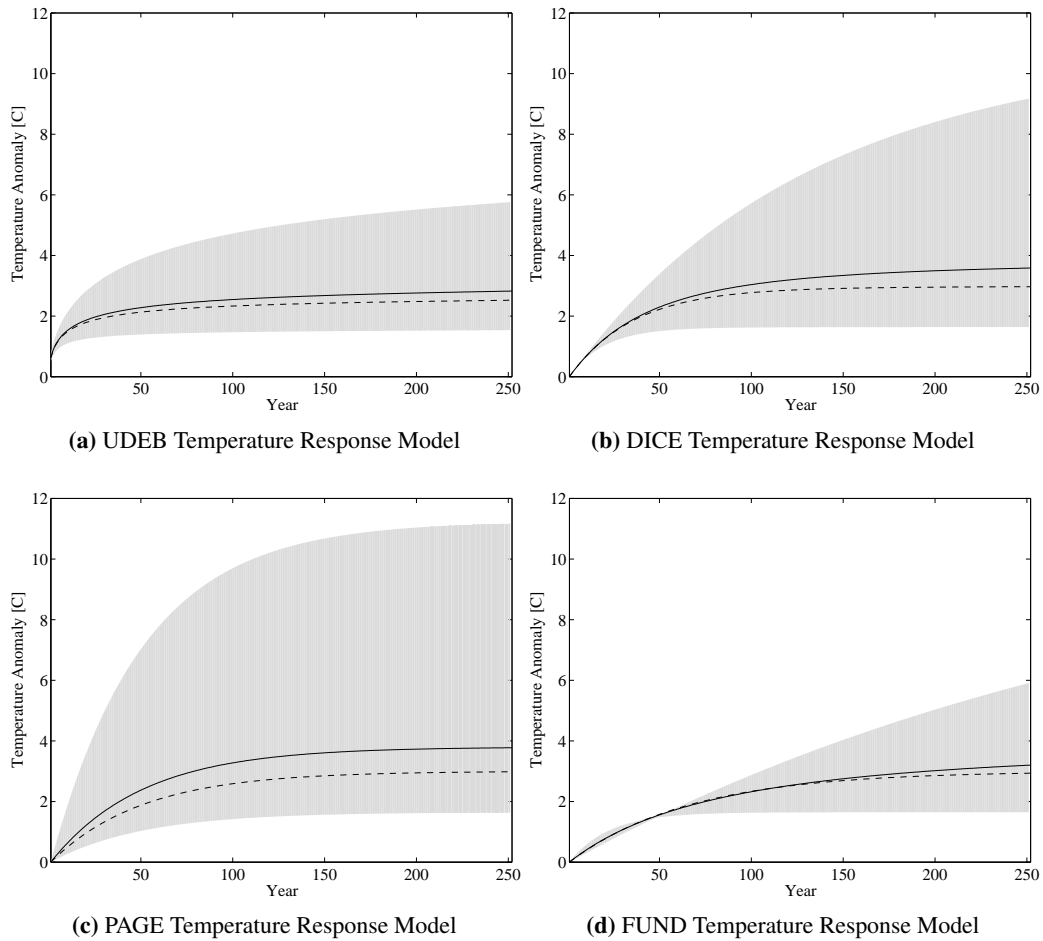 12
10
8
6
4
2
0
Temperature Anomaly [C]
50 100 150 200 250
Year
(a) UDEB Temperature Response Model
12
10
8
6
4
2
0
Temperature Anomaly [C]
50 100 150 200 250
Year
(b) DICE Temperature Response Model
12
10
8
6
4
2
0
Temperature Anomaly [C]
50 100 150 200 250
Year
(c) PAGE Temperature Response Model
12
10
8
6
4
2
0
Temperature Anomaly [C]
50 100 150 200 250
Year
(d) FUND Temperature Response Model